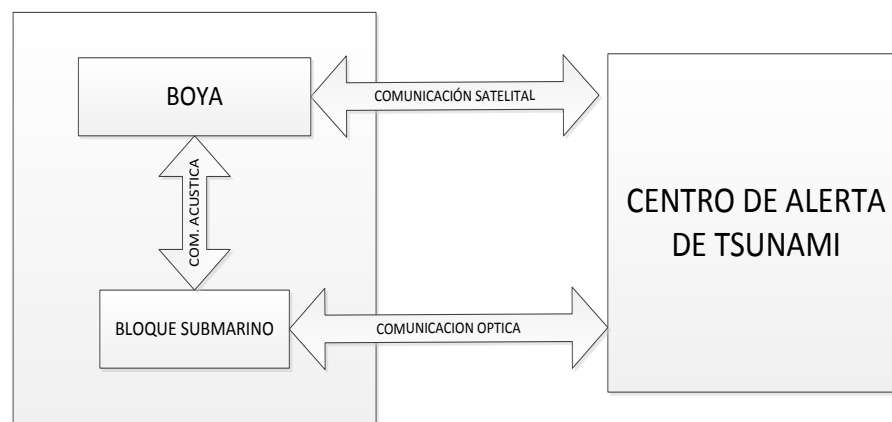 BOYA
COMUNICACIÓN SATELITAL
COM. ACUSTICA
CENTRO DE ALERTA
DE TSUNAMI
BLOQUE SUBMARINO
COMUNICACION OPTICA